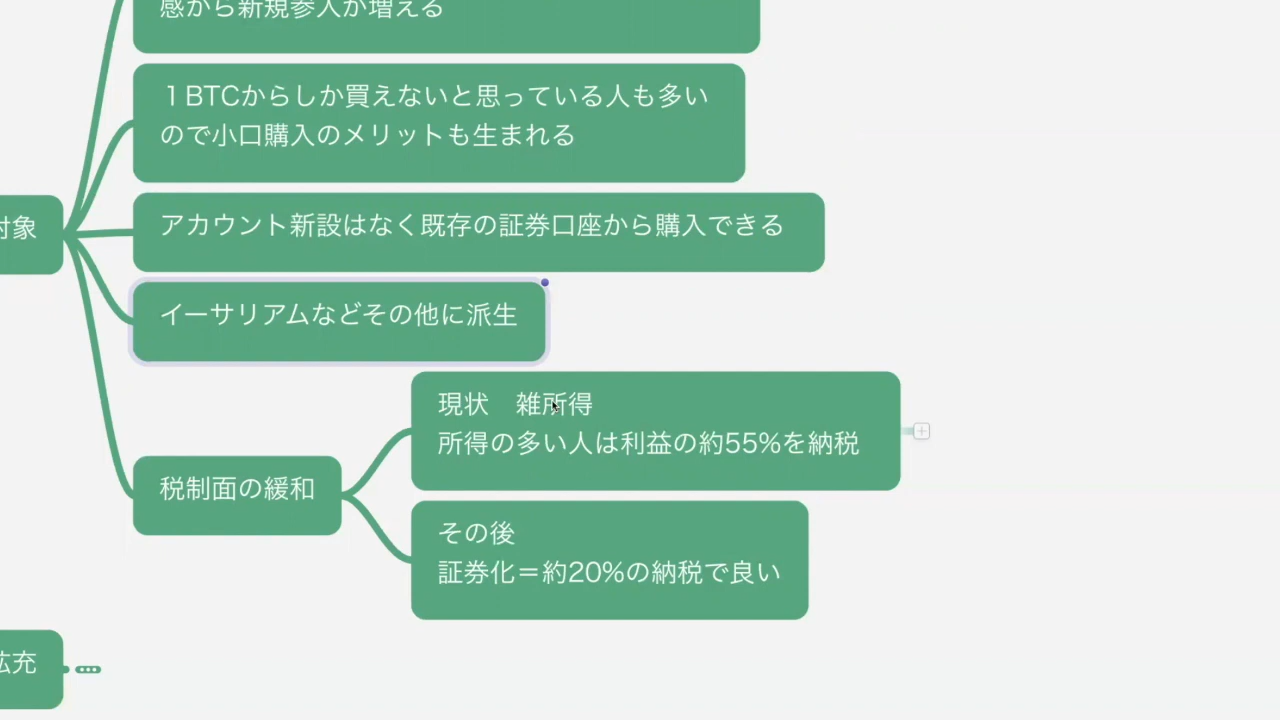 感から新規参入が増える
１BTCからしか買えないと思っている人も多い
ので小口購入のメリットも生まれる
対象
アカウント新設はなく既存の証券口座から購入できる
イーサリアムなどその他に派生
現状　雑所得
所得の多い人は利益の約55%を納税
税制面の緩和
その後
証券化＝約20%の納税で良い
拡充